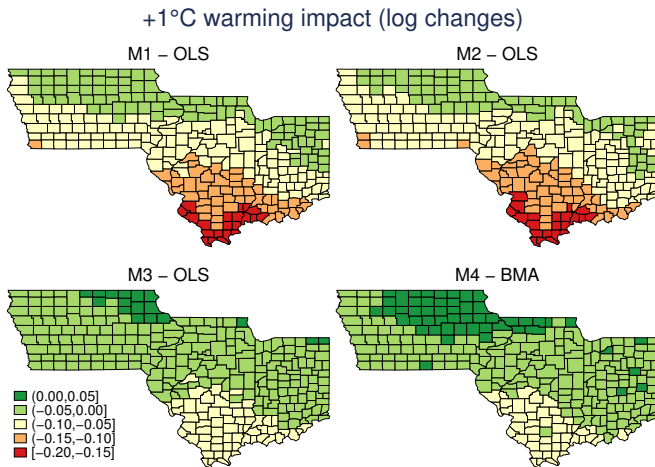 +1°C warming impact (log changes)
M1 − OLS
M2 − OLS
M3 − OLS
M4 − BMA
(0.00,0.05]
(−0.05,0.00]
(−0.10,−0.05]
(−0.15,−0.10]
[−0.20,−0.15]